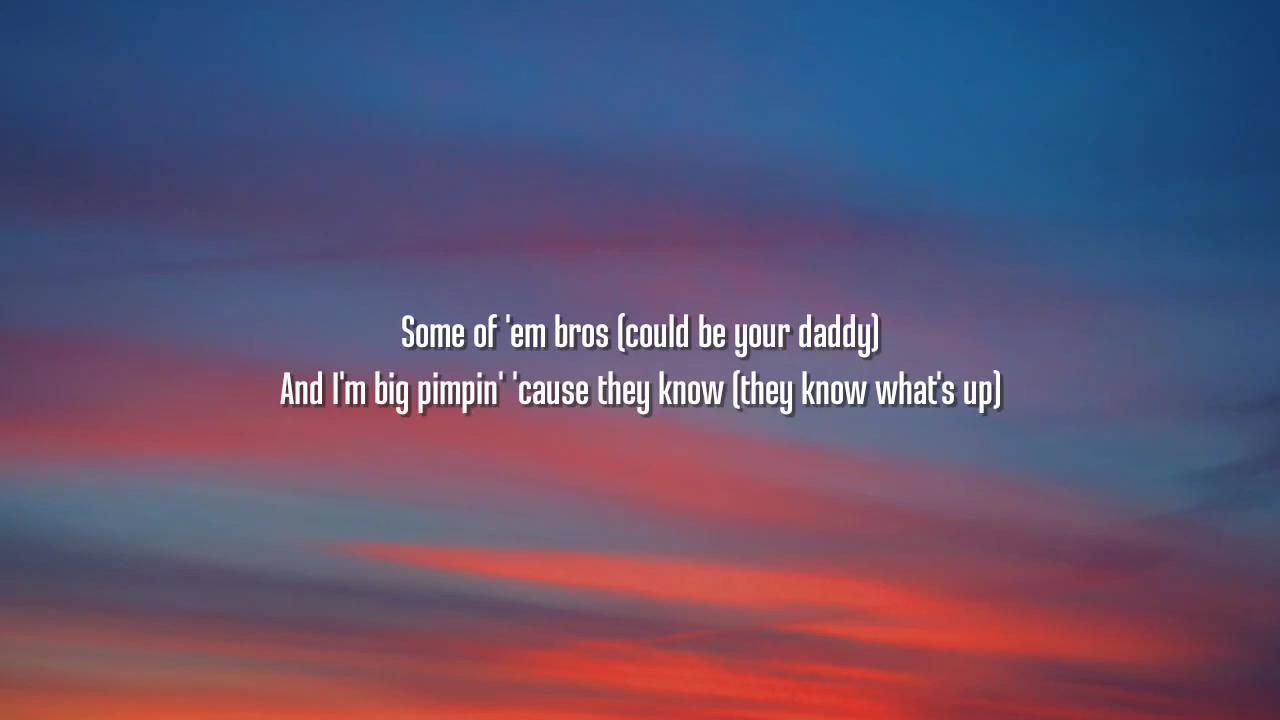 Some of 'em bros (could be your daddy)
And I'm big pimpin' 'cause they know (they know what's up)